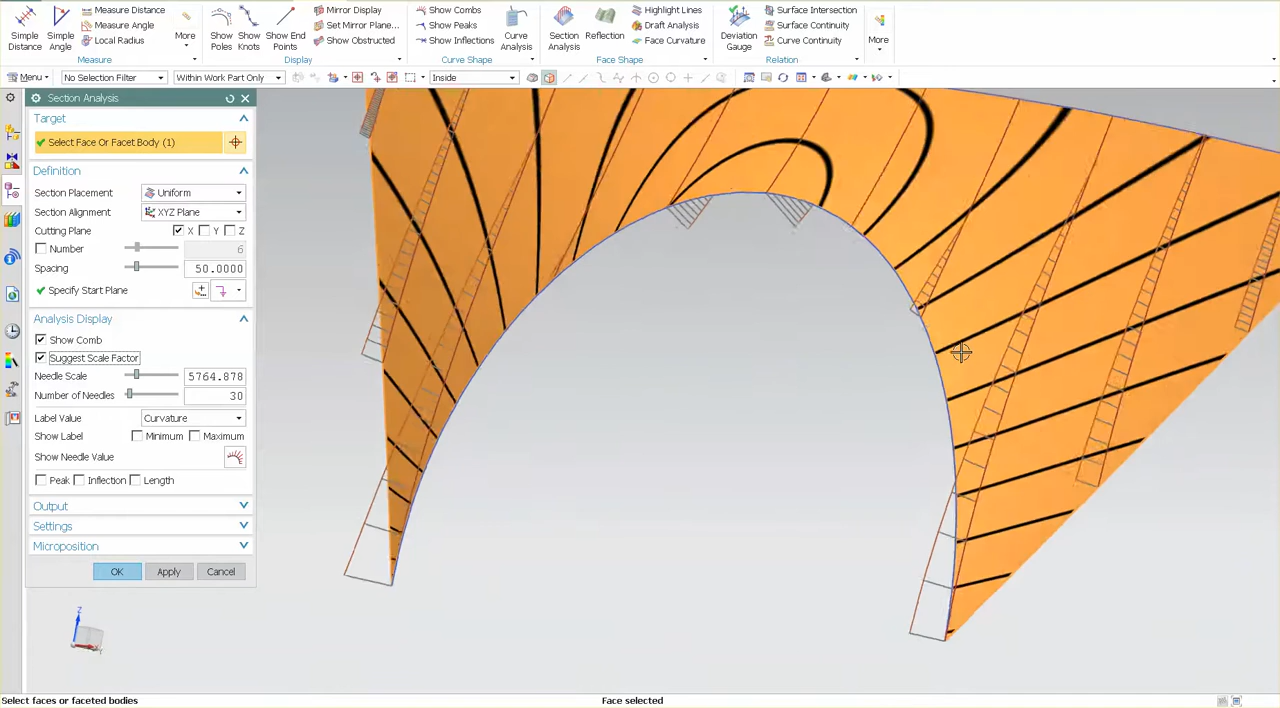 Simple Distance
Simple Angle
Measure Distance
Measure Angle
Local Radius
More
Measure
Show Poles
Show Knots
Show End Points
Mirror Display
Set Mirror Plane...
Show Obstructed
Display
Show Combs
Show Peaks
Show Inflections
Curve Analysis
Curve Shape
Section Analysis
Reflection
Highlight Lines
Draft Analysis
Face Curvature
Face Shape
Deviation Gauge
Surface Intersection
Surface Continuity
Curve Continuity
Relation
More
Menu
No Selection Filter
Within Work Part Only
Inside
Section Analysis
Target
Select Face Or Facet Body (1)
Definition
Section Placement Uniform
Section Alignment XYZ Plane
Cutting Plane X Y Z
Number 6
Spacing 50.0000
Specify Start Plane
Analysis Display
Show Comb
Suggest Scale Factor
Needle Scale 5764.878
Number of Needles 30
Label Value Curvature
Show Label Minimum Maximum
Show Needle Value
Peak Inflection Length
Output
Settings
Microposition
OK Apply Cancel
Z
Select faces or faceted bodies
Face selected